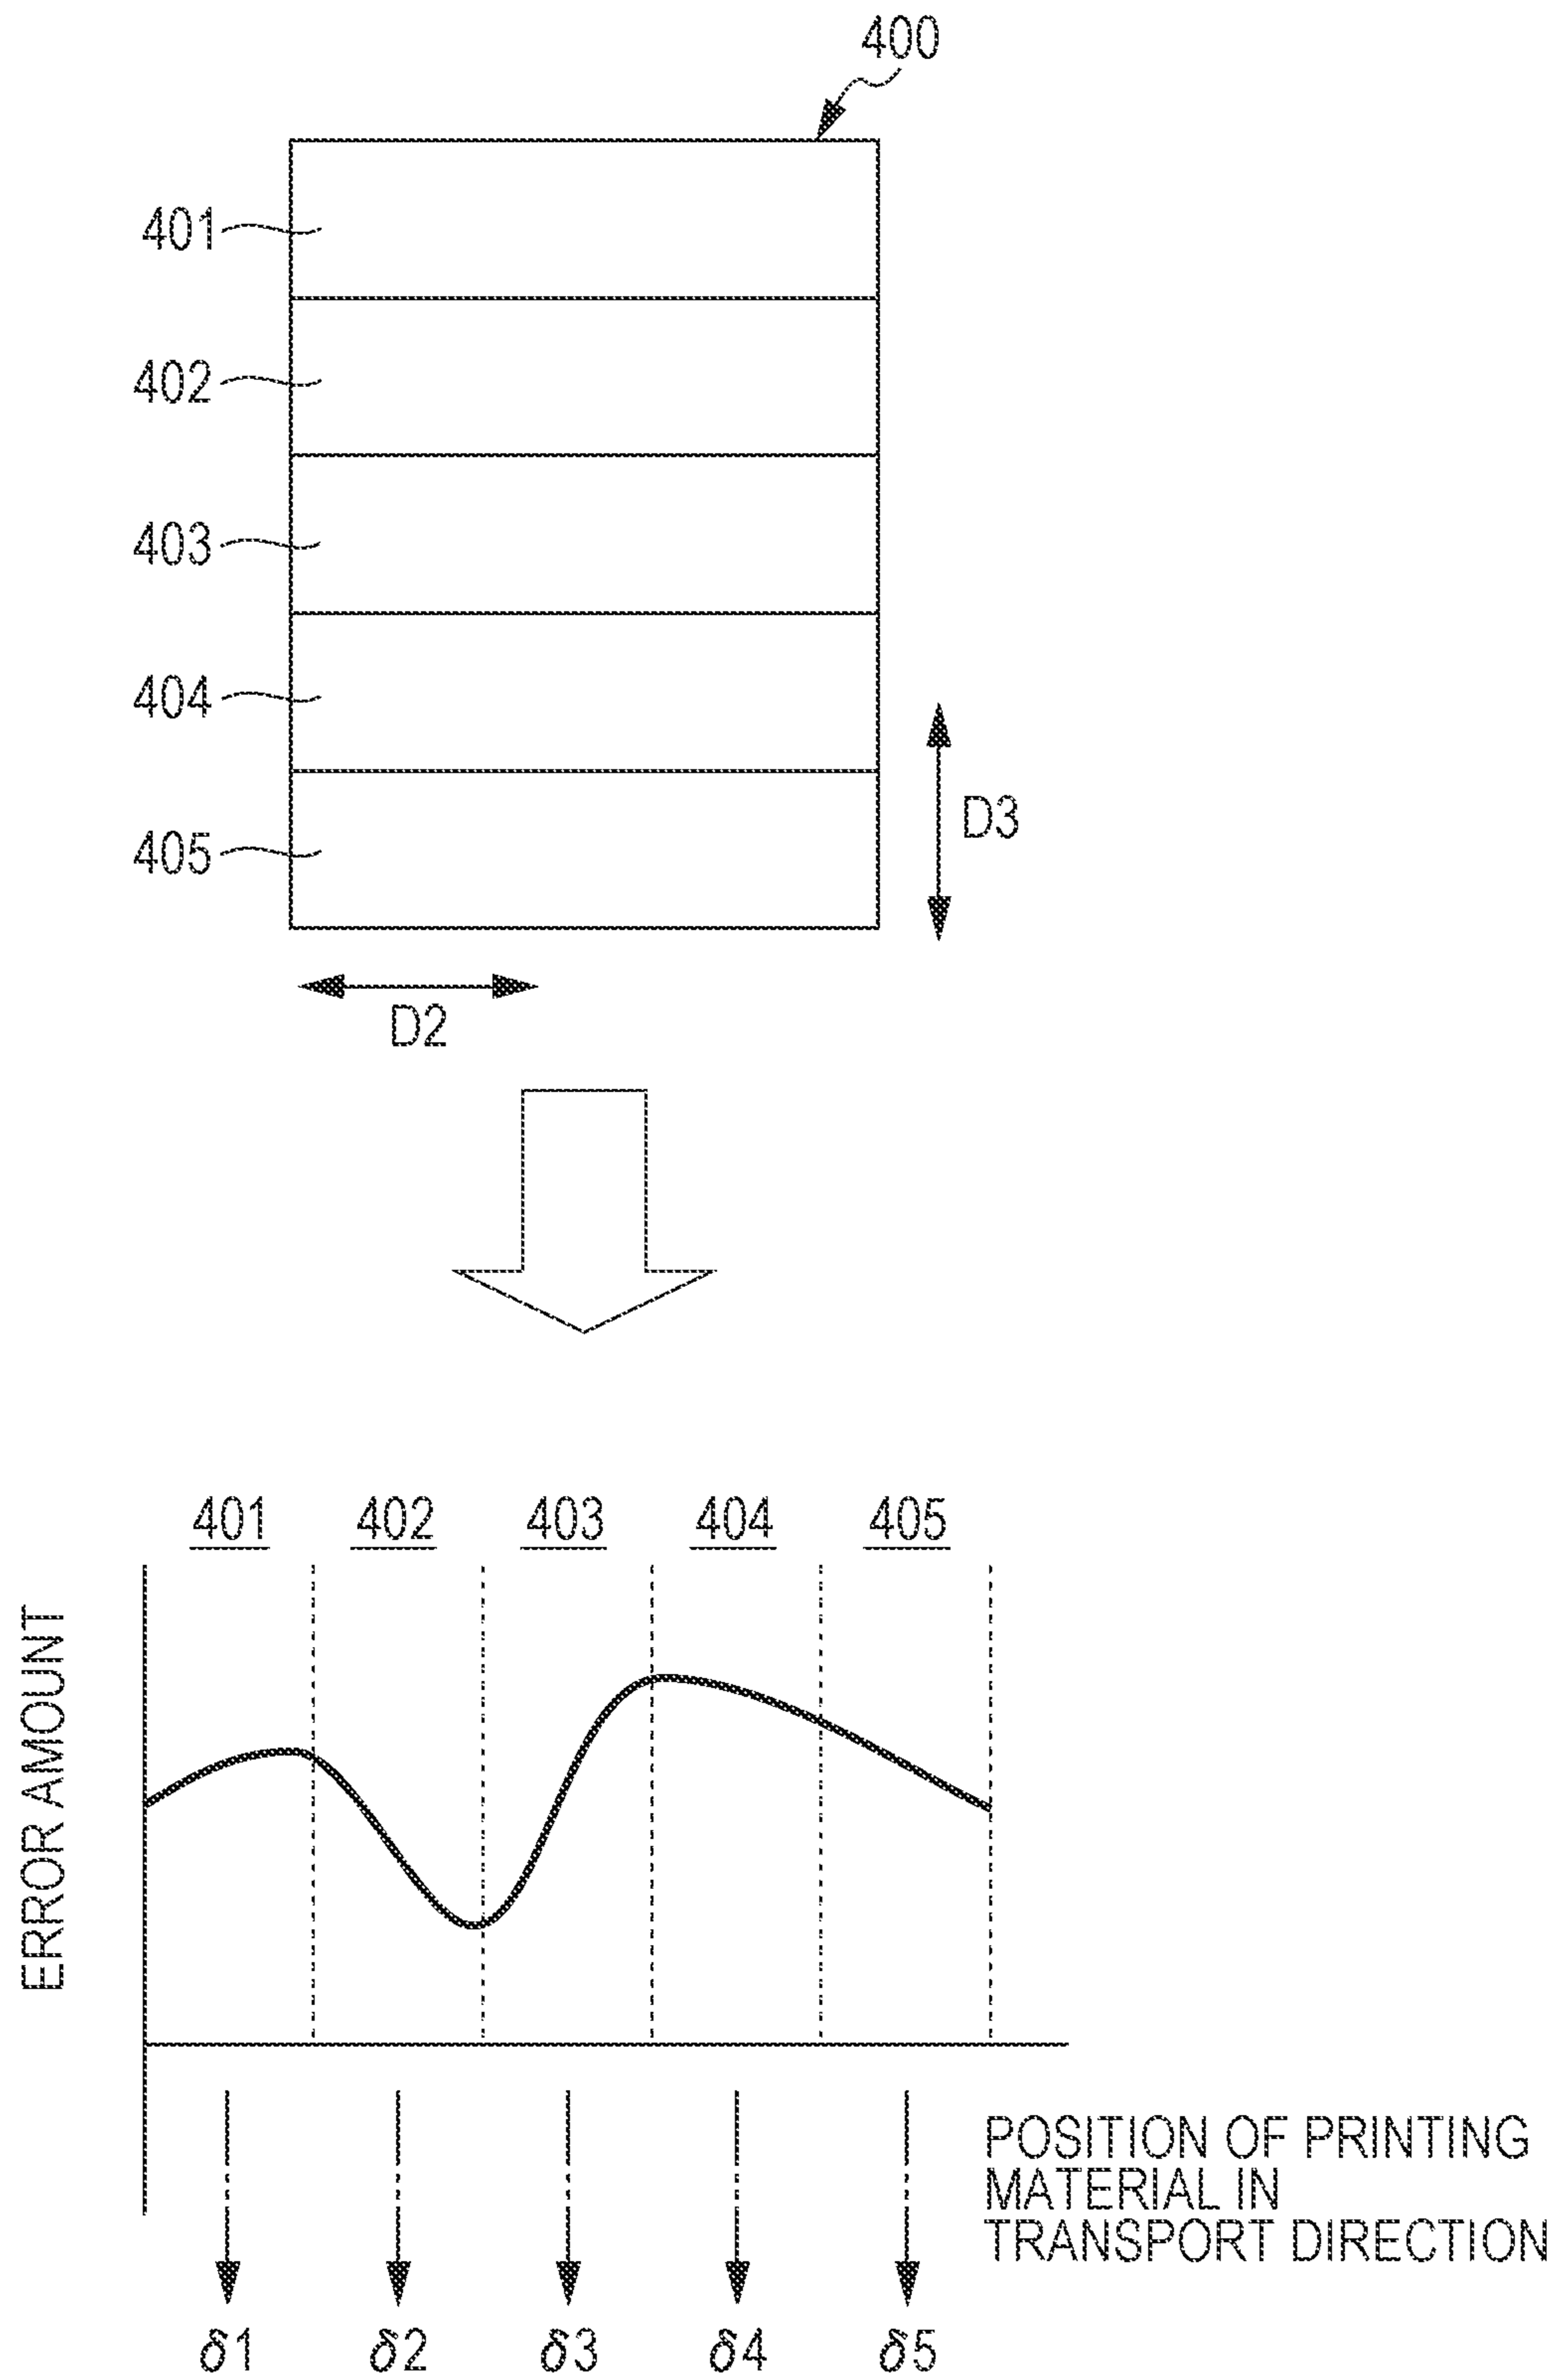 400
401
402
403
404
405
D3
D2
401 402 403 404 405
ERROR AMOUNT
POSITION OF PRINTING
MATERIAL IN
TRANSPORT DIRECTION
δ1 δ2 δ3 δ4 δ5